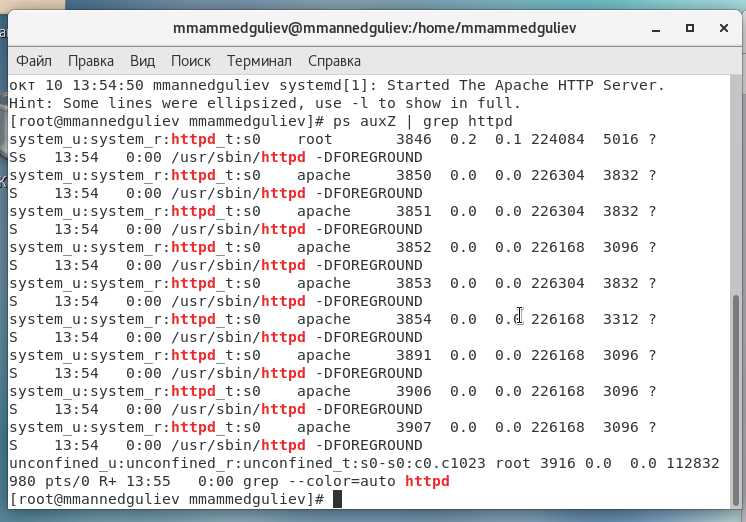 mmammedguliev@mmannedguliev:/home/mmammedguliev
Файл Правка Вид Поиск Терминал Справка
окт 10 13:54:50 mmannedguliev systemd[1]: Started The Apache HTTP Server.
Hint: Some lines were ellipsized, use -l to show in full.
[root@mmannedguliev mmammedguliev]# ps auxZ | grep httpd
system_u:system_r:httpd_t:s0    root       3846  0.2  0.1 224084  5016 ?
Ss   13:54   0:00 /usr/sbin/httpd -DFOREGROUND
system_u:system_r:httpd_t:s0    apache     3850  0.0  0.0 226304  3832 ?
S    13:54   0:00 /usr/sbin/httpd -DFOREGROUND
system_u:system_r:httpd_t:s0    apache     3851  0.0  0.0 226304  3832 ?
S    13:54   0:00 /usr/sbin/httpd -DFOREGROUND
system_u:system_r:httpd_t:s0    apache     3852  0.0  0.0 226168  3096 ?
S    13:54   0:00 /usr/sbin/httpd -DFOREGROUND
system_u:system_r:httpd_t:s0    apache     3853  0.0  0.0 226304  3832 ?
S    13:54   0:00 /usr/sbin/httpd -DFOREGROUND
system_u:system_r:httpd_t:s0    apache     3854  0.0  0.0 226168  3312 ?
S    13:54   0:00 /usr/sbin/httpd -DFOREGROUND
system_u:system_r:httpd_t:s0    apache     3891  0.0  0.0 226168  3096 ?
S    13:54   0:00 /usr/sbin/httpd -DFOREGROUND
system_u:system_r:httpd_t:s0    apache     3906  0.0  0.0 226168  3096 ?
S    13:54   0:00 /usr/sbin/httpd -DFOREGROUND
system_u:system_r:httpd_t:s0    apache     3907  0.0  0.0 226168  3096 ?
S    13:54   0:00 /usr/sbin/httpd -DFOREGROUND
unconfined_u:unconfined_r:unconfined_t:s0-s0:c0.c1023 root 3916 0.0  0.0 112832
980 pts/0 R+ 13:55   0:00 grep --color=auto httpd
[root@mmannedguliev mmammedguliev]#